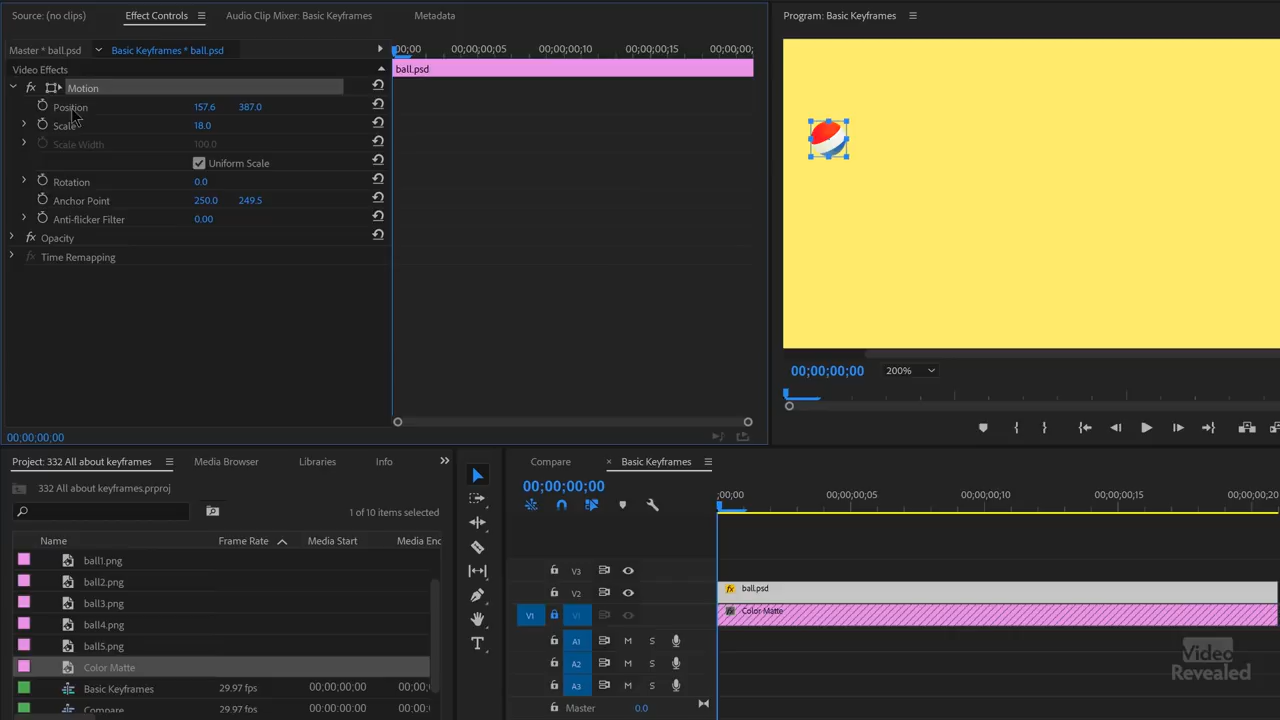 Source: (no clips)
Effect Controls
Audio Clip Mixer: Basic Keyframes
Metadata
Program: Basic Keyframes
Master * ball.psd
Basic Keyframes * ball.psd
00;00
00;00;00;05
00;00;00;10
00;00;00;15
00;00;00;
Video Effects
ball.psd
fx Motion
Position 157.6 387.0
Scale 18.0
Scale Width 100.0
Uniform Scale
Rotation 0.0
Anchor Point 250.0 249.5
Anti-flicker Filter 0.00
fx Opacity
fx Time Remapping
00;00;00;00
200%
00;00;00;00
Project: 332 All about keyframes
Media Browser
Libraries
Info
332 All about keyframes.prproj
1 of 10 items selected
Name Frame Rate Media Start Media En
ball1.png
ball2.png
ball3.png
ball4.png
ball5.png
Color Matte
Basic Keyframes 29.97 fps 00;00;00;00 00;00;
Compare 29.97 fps 00;00;00;00 00;00;
T
Compare
× Basic Keyframes
00;00;00;00
;00;00
00;00;00;05
00;00;00;10
00;00;00;15
00;00;00;20
V3
V2
fx ball.psd
V1 V1
fx Color Matte
A1 M S
A2 M S
A3 M S
Master 0.0
Video
Revealed